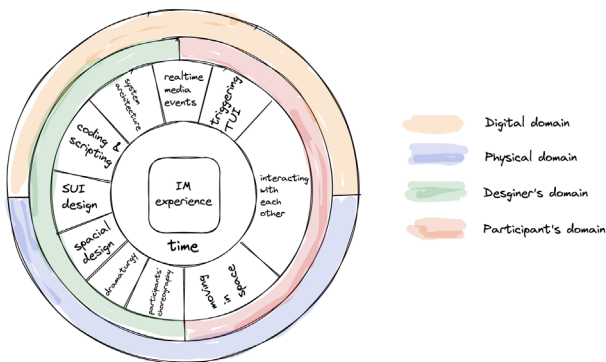 realtime
media
events
triggering
TUI
interacting
with
each
other
moving
in
space
participants'
choreography
dramaturgy
spacial
design
SUI
design
coding &
scripting
system
architecture
IM
experience
time
Digital domain
Physical domain
Desginer's domain
Participant's domain